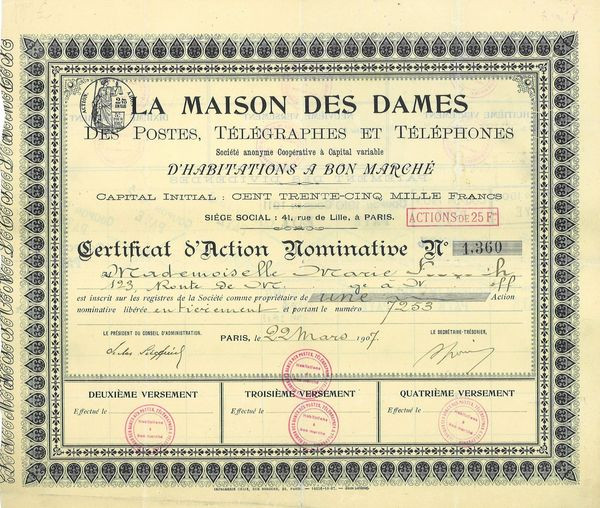 LA MAISON DES DAMES
DES POSTES, TÉLÉGRAPHES ET TÉLÉPHONES
Société anonyme Coopérative à Capital variable
D'HABITATIONS A BON MARCHÉ
CAPITAL INITIAL : CENT TRENTE-CINQ MILLE FRANCS
SIÈGE SOCIAL : 41, rue de Lille, à PARIS.
ACTIONS DE 25 Fr
Certificat d'Action Nominative No 1.360
Mademoiselle Marie
123, Route de M
est inscrit sur les registres de la Société comme propriétaire de une Action
nominative libérée entièrement et portant le numéro 7253
PARIS, le 22 Mars 1907.
LE PRÉSIDENT DU CONSEIL D'ADMINISTRATION.
LE SECRÉTAIRE-TRÉSORIER,
DEUXIÈME VERSEMENT
Effectué le
TROISIÈME VERSEMENT
Effectué le
QUATRIÈME VERSEMENT
Effectué le